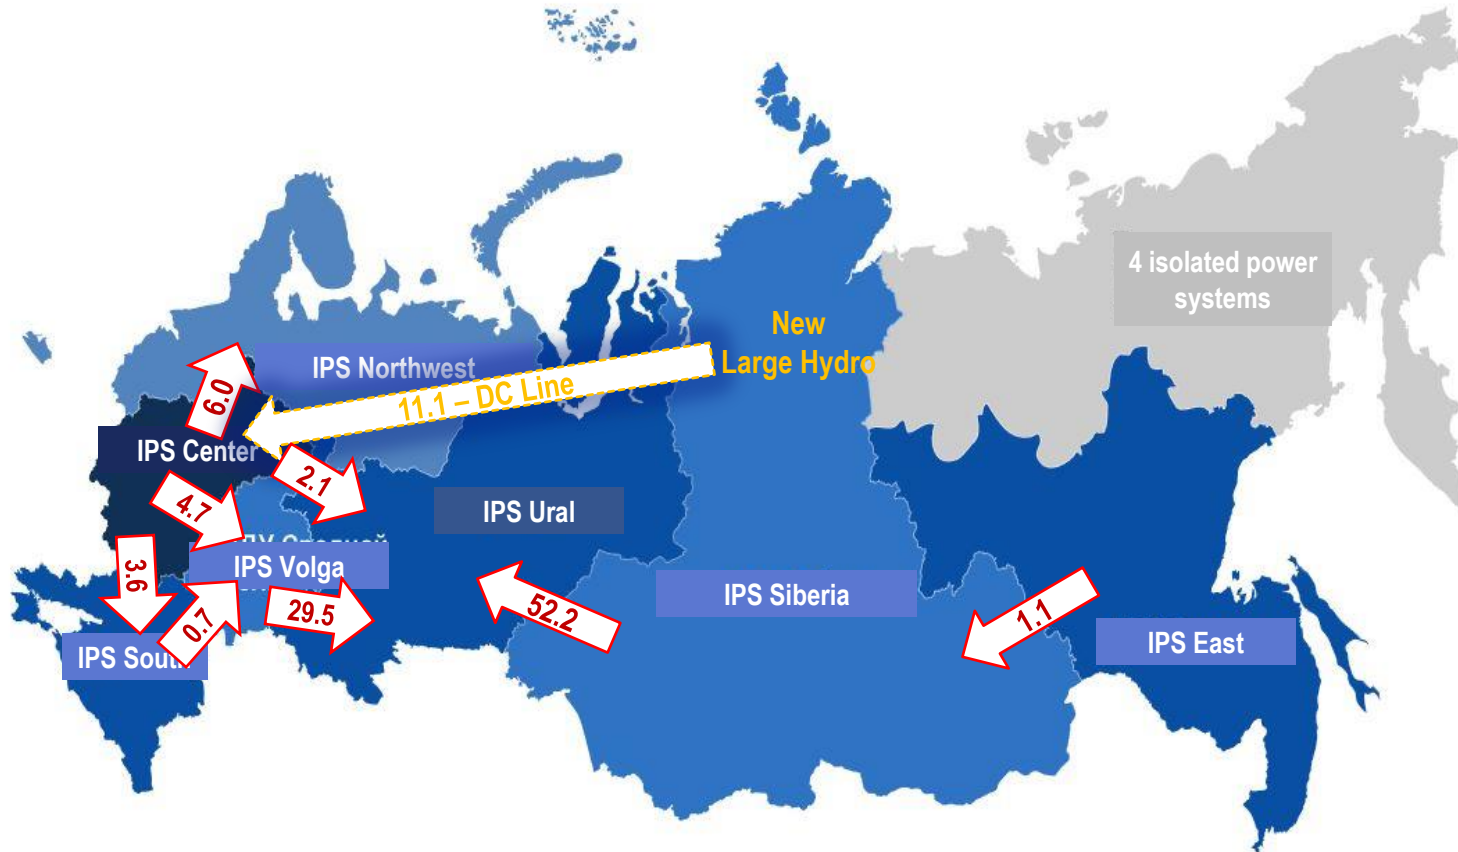 4 isolated power
systems
New
Large Hydro
IPS Northwest
11.1 – DC Line
6.0
IPS Center
2.1
4.7
IPS Ural
3.6
IPS Volga
0.7
29.5
52.2
IPS Siberia
1.1
IPS South
IPS East